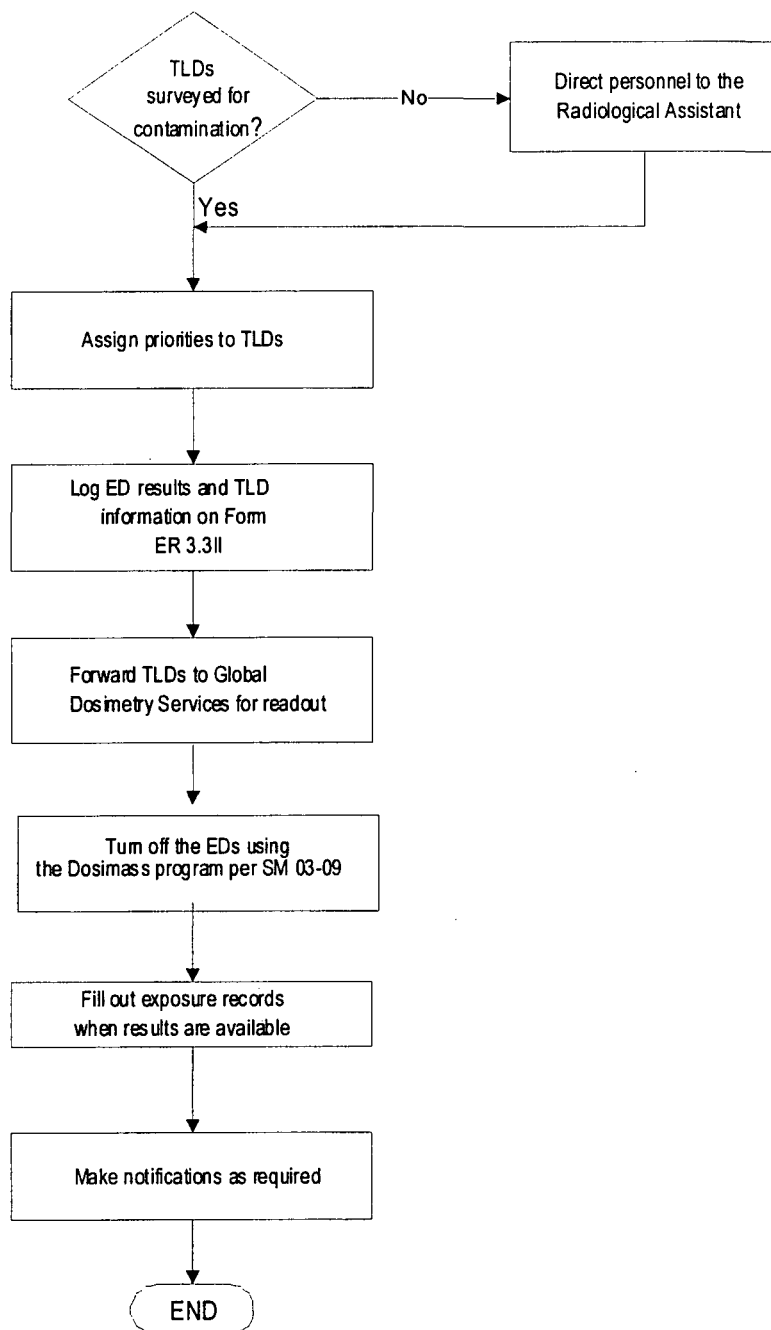 TLDs
surveyed for
contamination?
No
Direct personnel to the
Radiological Assistant
Yes
Assign priorities to TLDs
Log ED results and TLD
information on Form
ER 3.3II
Forward TLDs to Global
Dosimetry Services for readout
Turn off the EDs using
the Dosimass program per SM 03-09
Fill out exposure records
when results are available
Make notifications as required
END